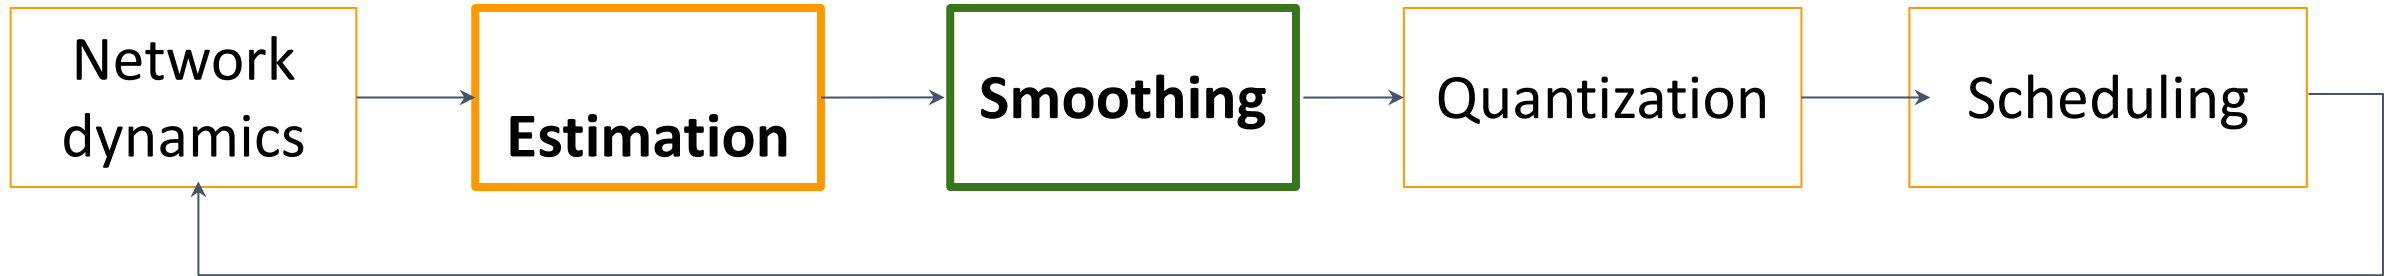 Network
dynamics
Estimation
Smoothing
Quantization
Scheduling